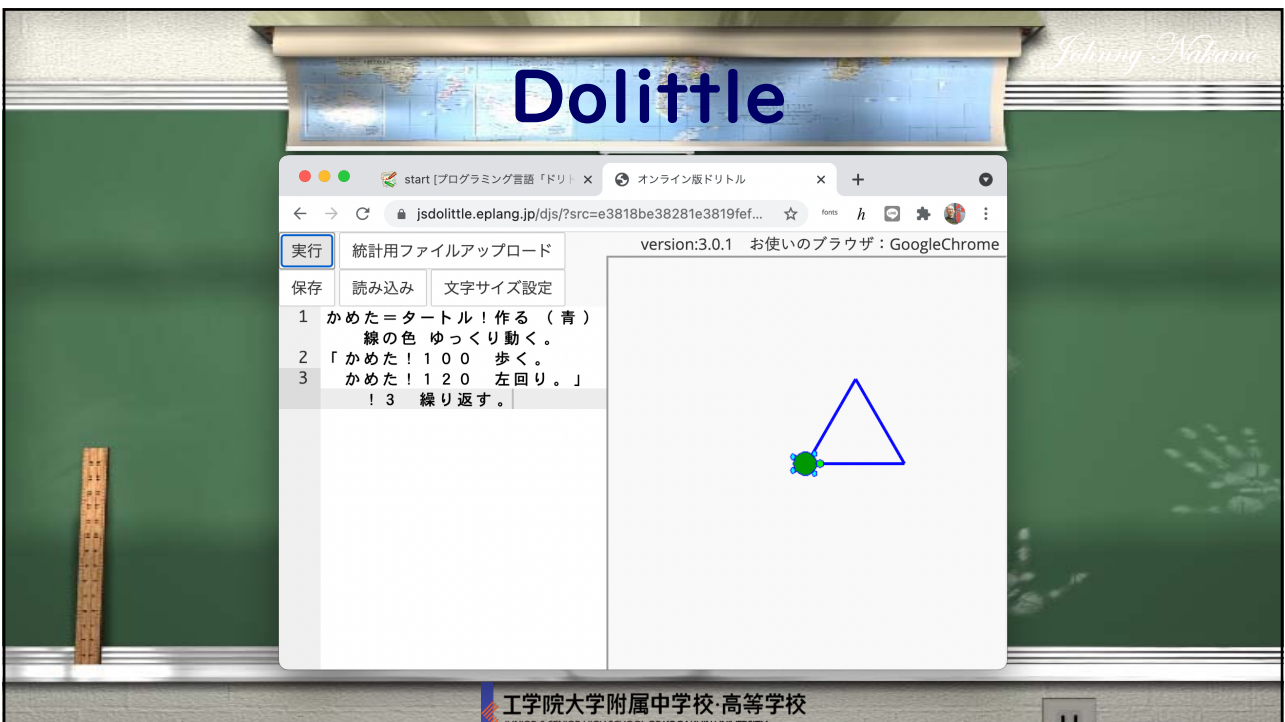 Johnny Nakano
Dolittle
start [プログラミング言語「ドリト
オンライン版ドリトル
jsdolittle.eplang.jp/djs/?src=e3818be38281e3819fef...
fonts
h
実行
統計用ファイルアップロード
version:3.0.1 お使いのブラウザ：GoogleChrome
保存
読み込み
文字サイズ設定
1 かめた＝タートル！作る （青）
線の色 ゆっくり動く。
2 「かめた！１００ 歩く。
3 かめた！１２０ 左回り。」
！３ 繰り返す。
工学院大学附属中学校·高等学校